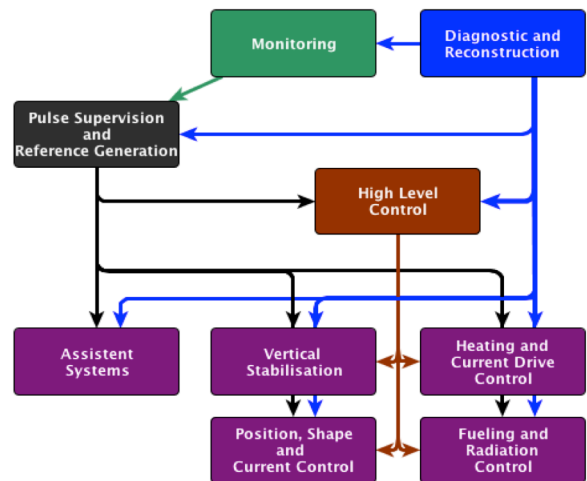 Monitoring
Diagnostic and
Reconstruction
Pulse Supervision
and
Reference Generation
High Level
Control
Assistent
Systems
Vertical
Stabilisation
Heating and
Current Drive
Control
Position, Shape
and
Current Control
Fueling and
Radiation
Control